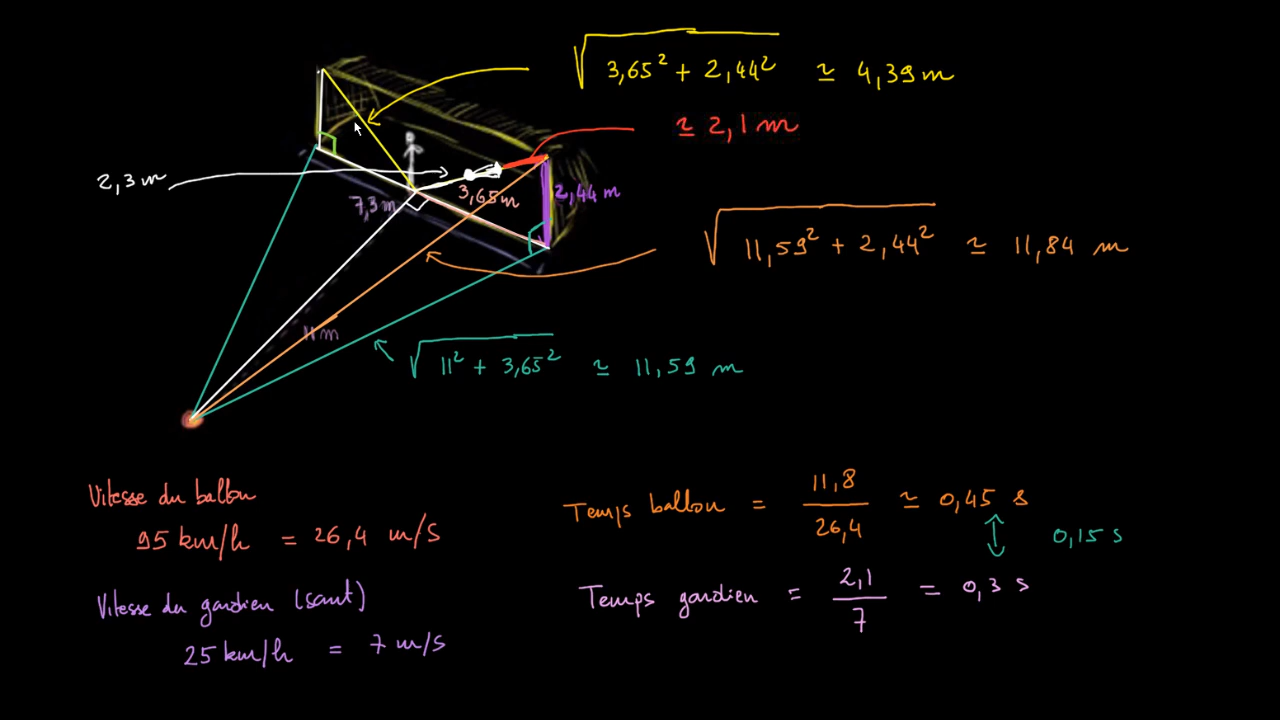 √(3,65² + 2,44²) ≃ 4,39 m
≃ 2,1 m
2,3 m
3,65 m
2,44 m
7,3 m
√(11,59² + 2,44²) ≃ 11,84 m
11 m
√(11² + 3,65²) ≃ 11,59 m
Vitesse du ballon
95 km/h = 26,4 m/s
Temps ballon = 11,8 / 26,4 ≃ 0,45 s
0,15 s
Vitesse du gardien (saut)
25 km/h = 7 m/s
Temps gardien = 2,1 / 7 = 0,3 s